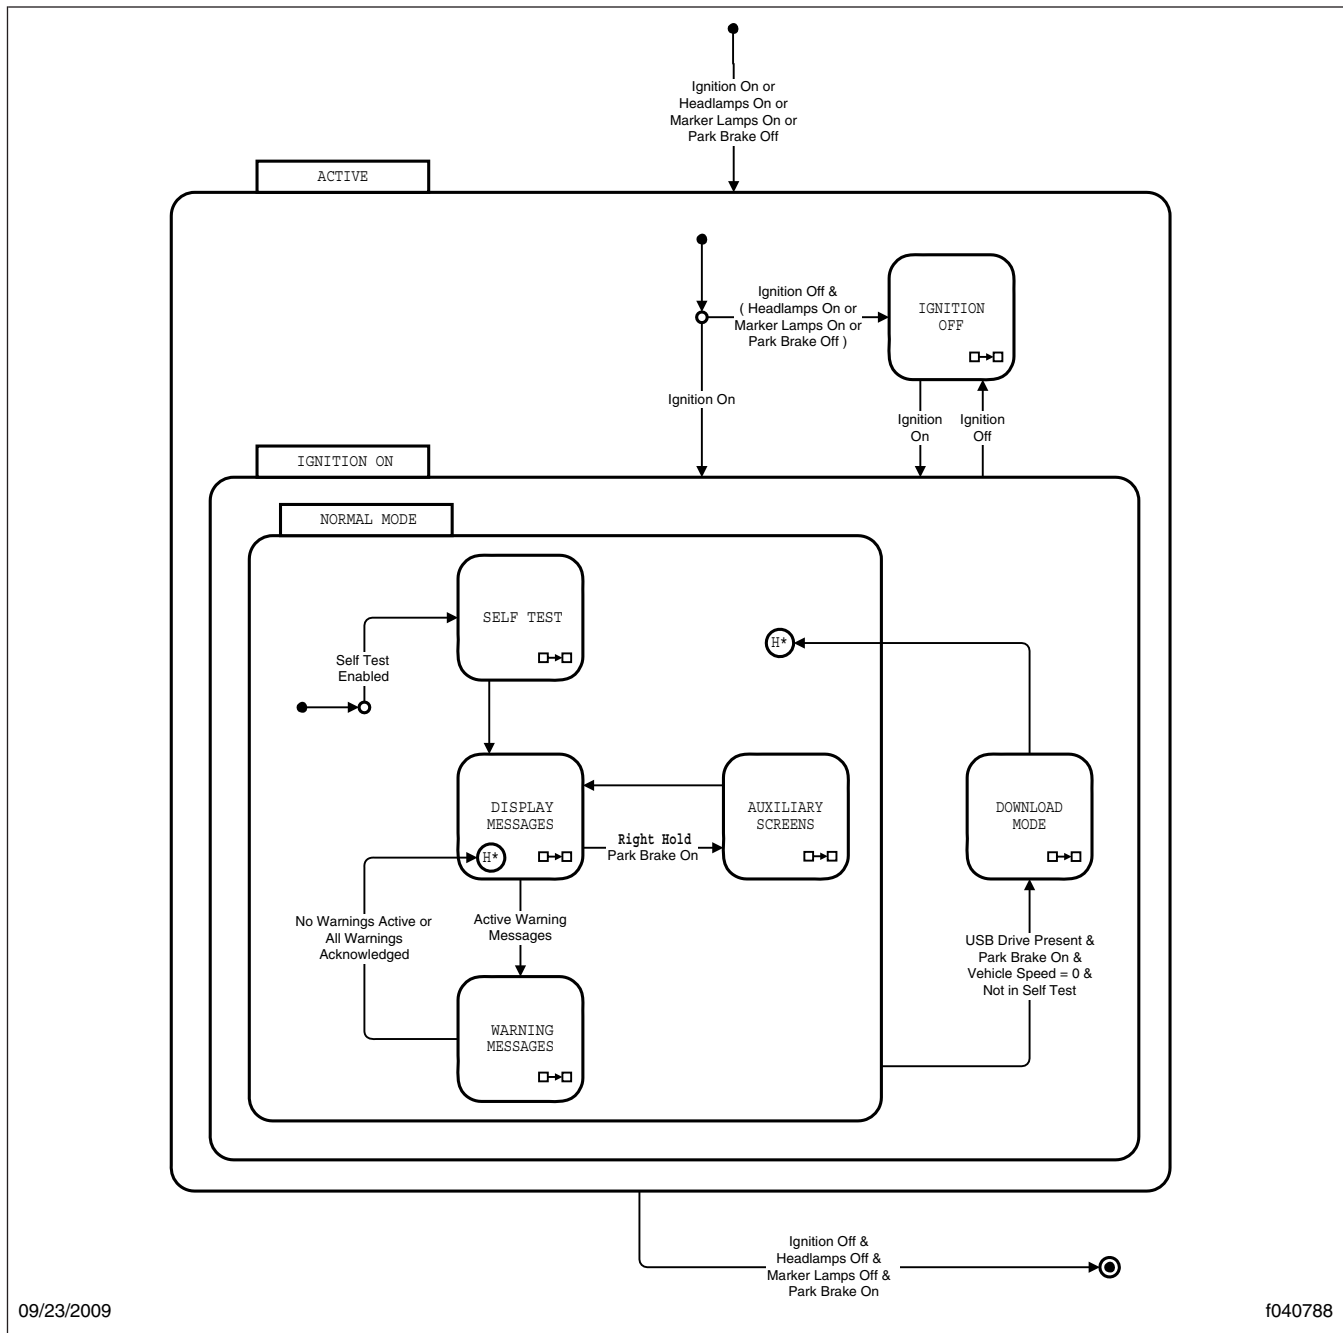 Ignition On or
Headlamps On or
Marker Lamps On or
Park Brake Off
ACTIVE
Ignition Off &
( Headlamps On or
Marker Lamps On or
Park Brake Off )
IGNITION
OFF
Ignition On
Ignition
On
Ignition
Off
IGNITION ON
NORMAL MODE
SELF TEST
H*
Self Test
Enabled
DISPLAY
MESSAGES
H*
Right Hold
Park Brake On
AUXILIARY
SCREENS
DOWNLOAD
MODE
No Warnings Active or
All Warnings
Acknowledged
Active Warning
Messages
USB Drive Present &
Park Brake On &
Vehicle Speed = 0 &
Not in Self Test
WARNING
MESSAGES
Ignition Off &
Headlamps Off &
Marker Lamps Off &
Park Brake On
09/23/2009
f040788